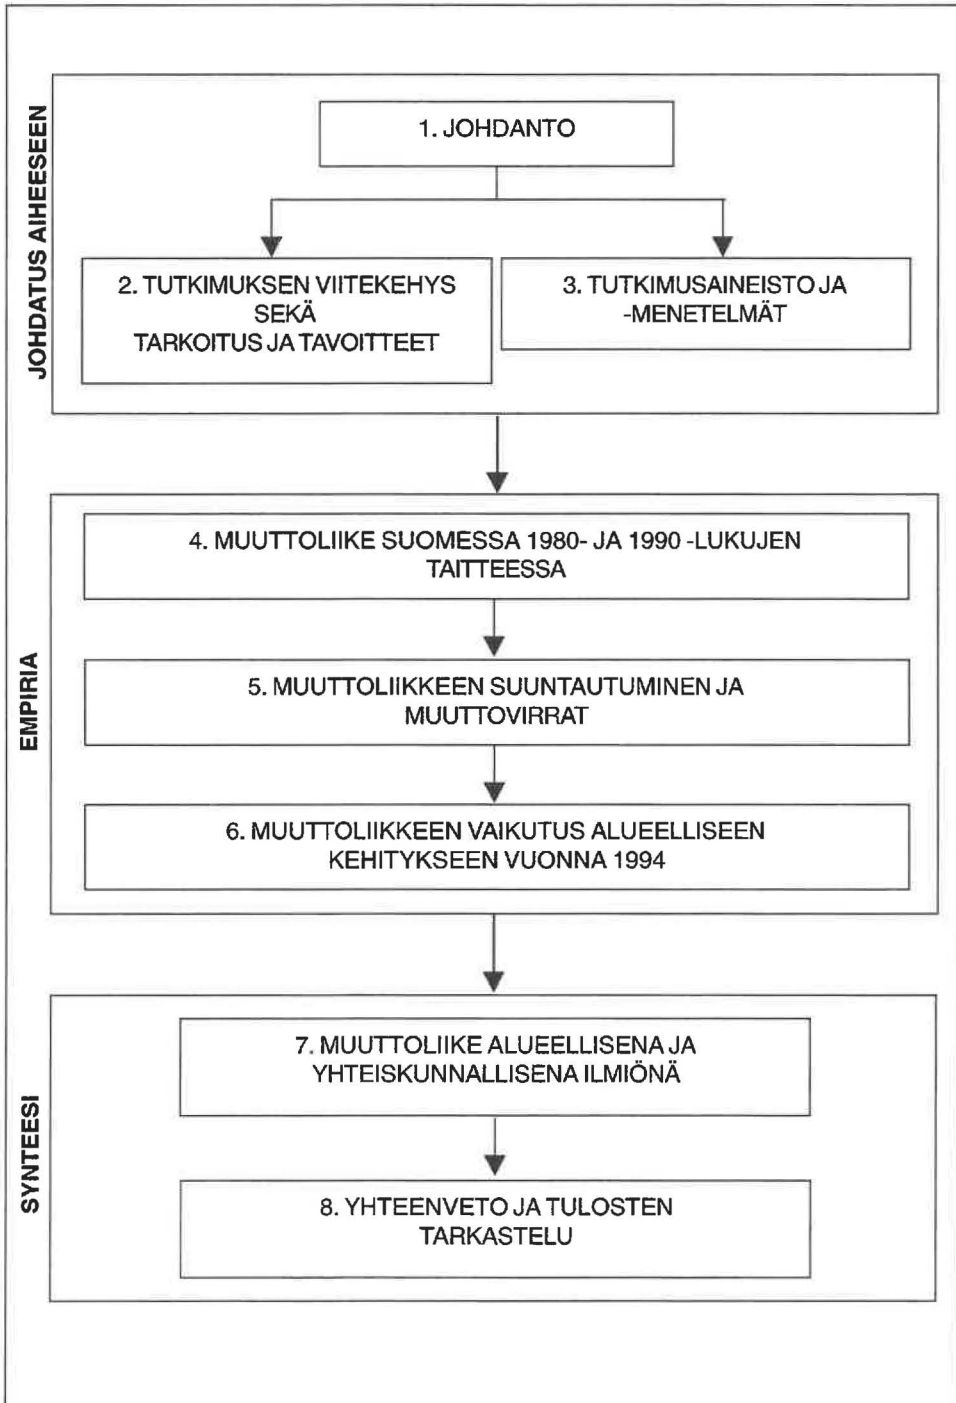 JOHDATUS AIHEESEEN
1. JOHDANTO
2. TUTKIMUKSEN VIITEKEHYS
SEKÄ
TARKOITUS JA TAVOITTEET
3. TUTKIMUSAINEISTO JA
-MENETELMÄT
EMPIRIA
4. MUUTTOLIIKE SUOMESSA 1980- JA 1990 -LUKUJEN
TAITTEESSA
5. MUUTTOLIIKKEEN SUUNTAUTUMINEN JA
MUUTTOVIRRAT
6. MUUTTOLIIKKEEN VAIKUTUS ALUEELLISEEN
KEHITYKSEEN VUONNA 1994
SYNTEESI
7. MUUTTOLIIKE ALUEELLISENA JA
YHTEISKUNNALLISENA ILMIÖNÄ
8. YHTEENVETO JA TULOSTEN
TARKASTELU